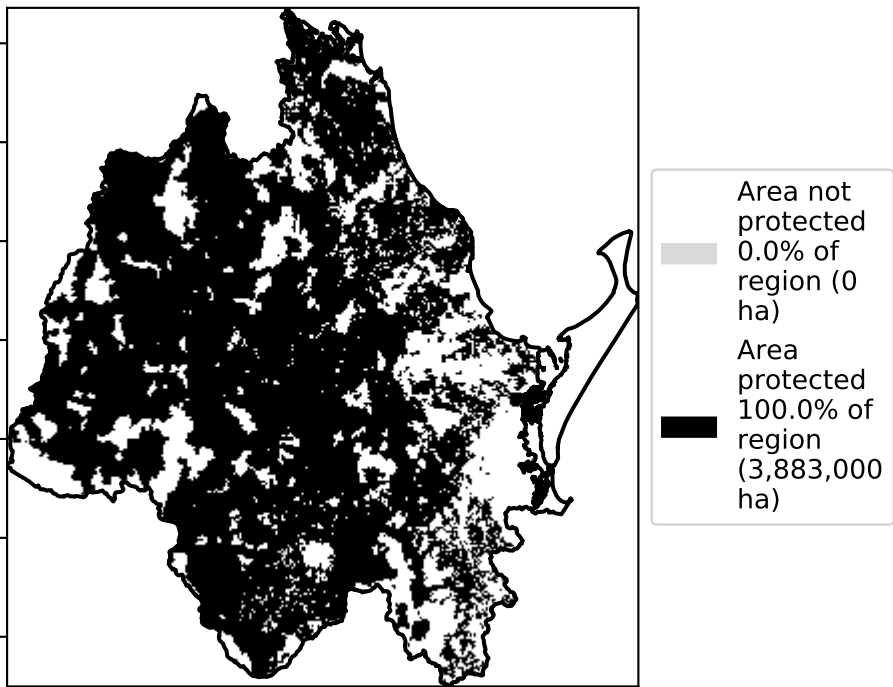 Area not
protected
0.0% of
region (0
ha)
Area
protected
100.0% of
region
(3,883,000
ha)